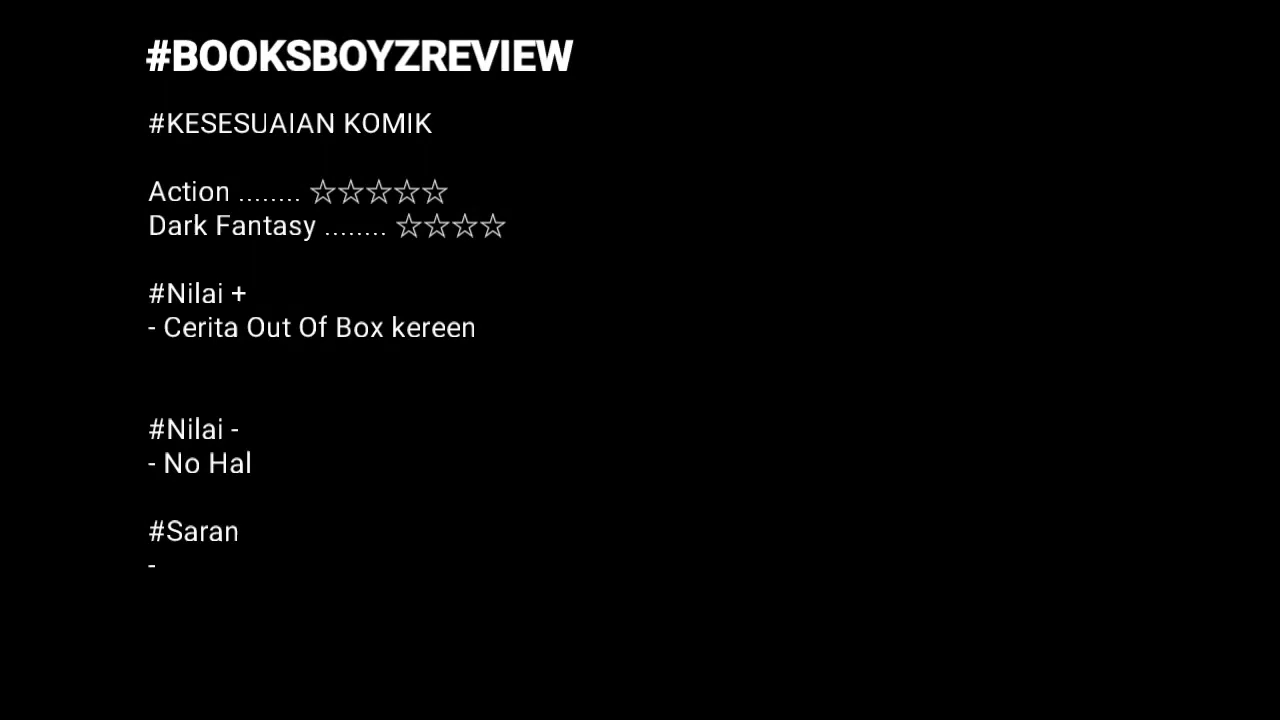 #BOOKSBOYZREVIEW
#KESESUAIAN KOMIK
Action ........ ☆☆☆☆☆
Dark Fantasy ........ ☆☆☆☆
#Nilai +
- Cerita Out Of Box kereen
#Nilai -
- No Hal
#Saran
-